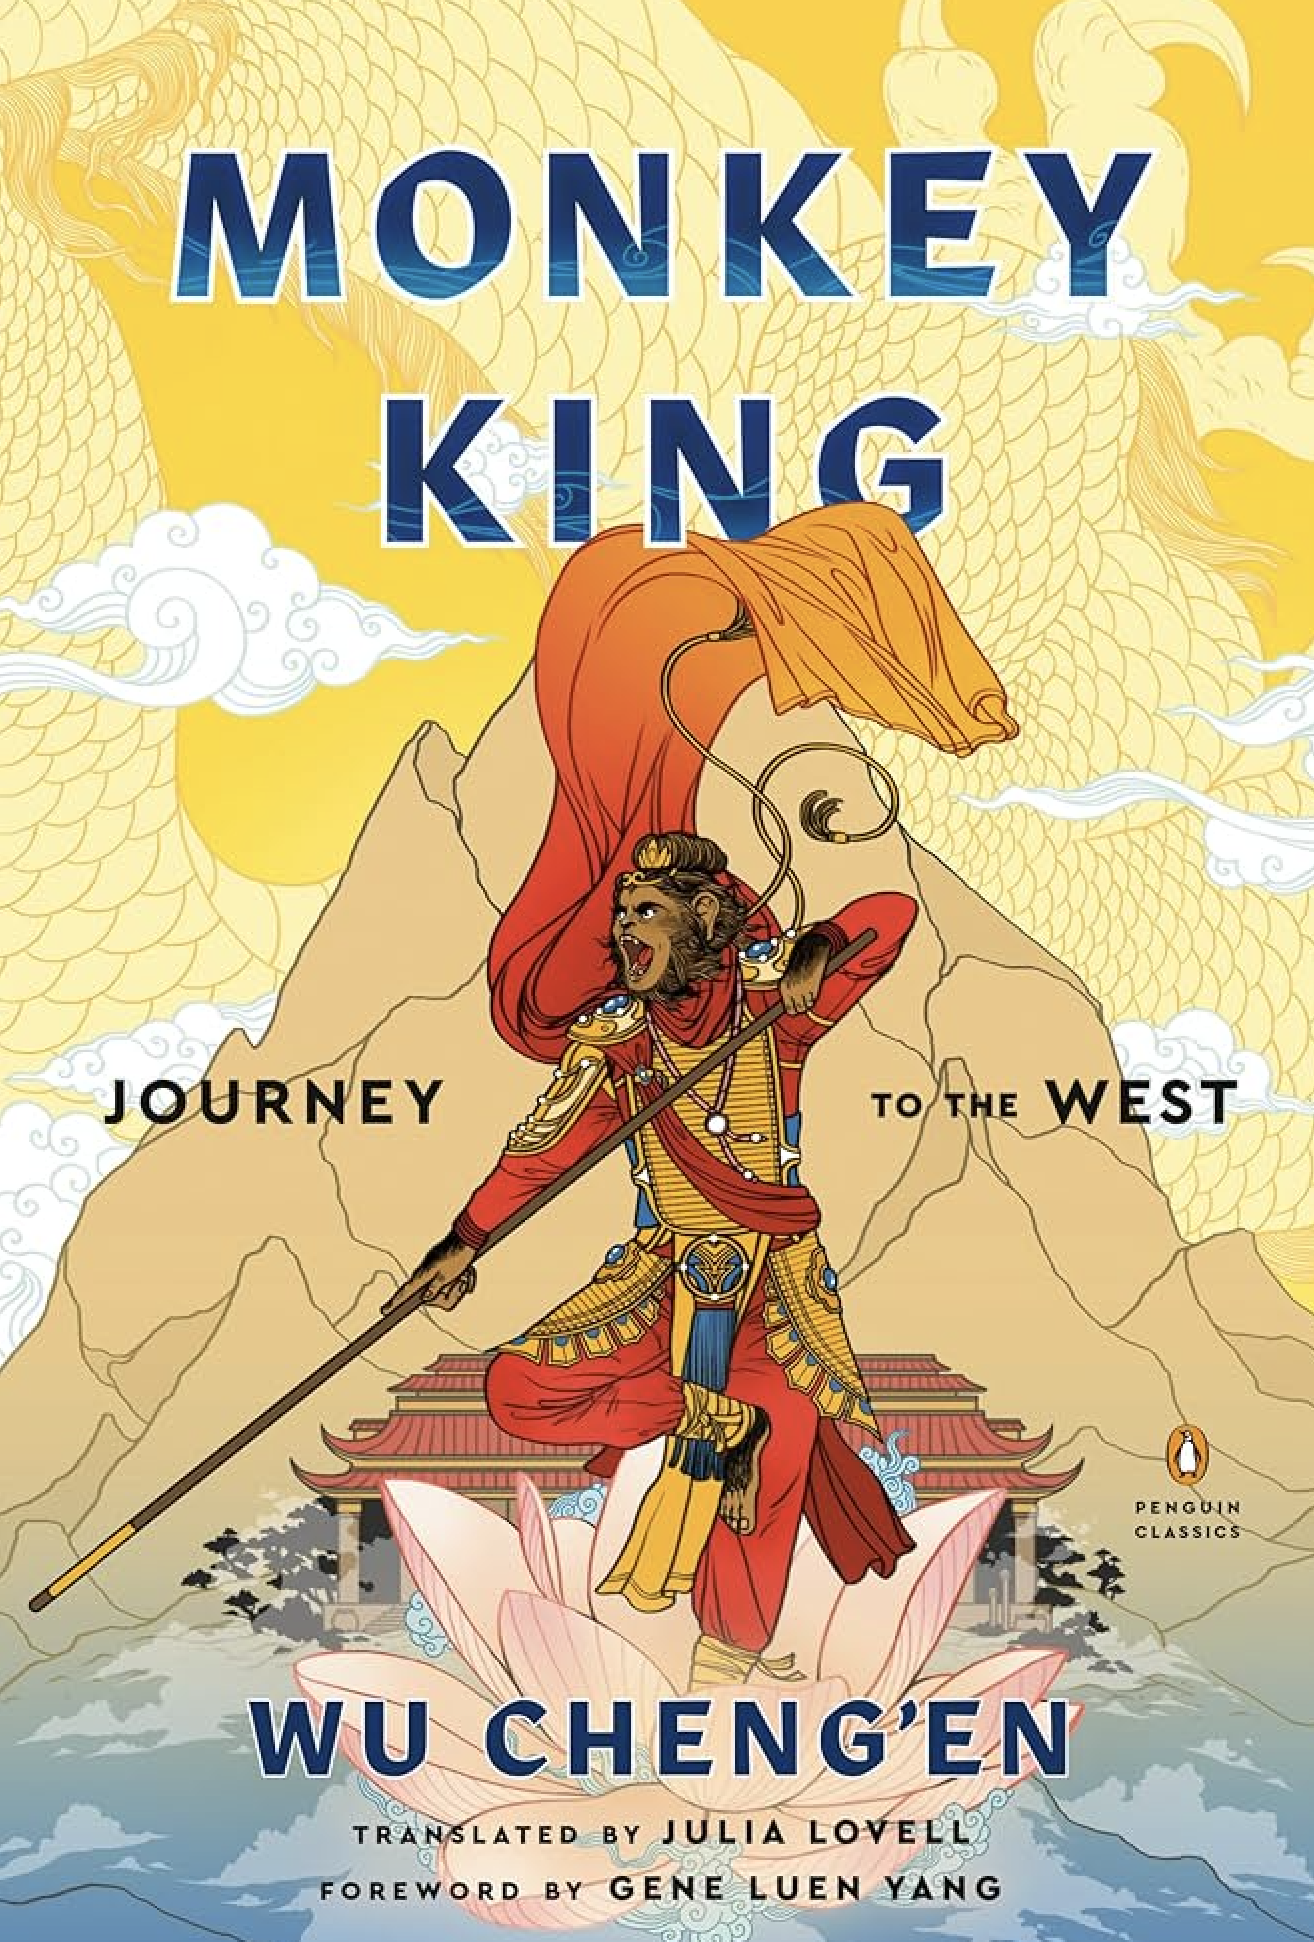 MONKEY
KING
JOURNEY TO THE WEST
PENGUIN
CLASSICS
WU CHENG'EN
TRANSLATED BY JULIA LOVELL
FOREWORD BY GENE LUEN YANG